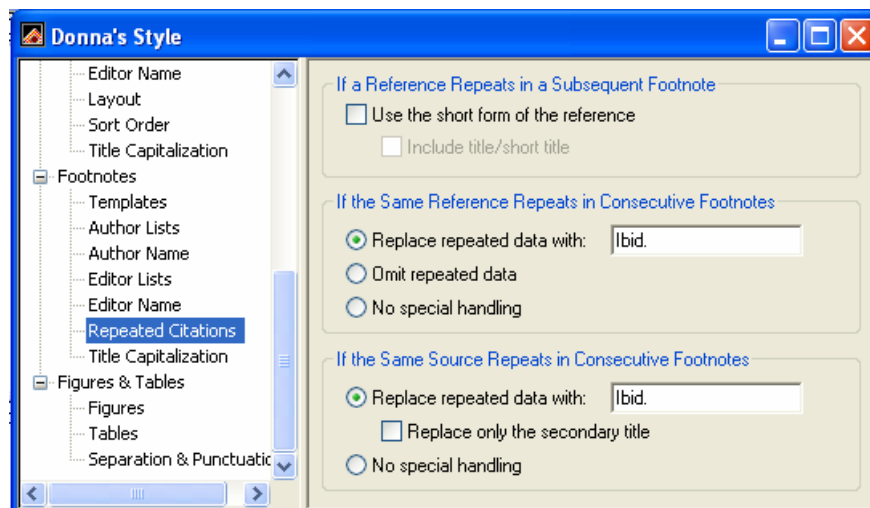 Donna's Style
Editor Name
Layout
Sort Order
Title Capitalization
Footnotes
Templates
Author Lists
Author Name
Editor Lists
Editor Name
Repeated Citations
Title Capitalization
Figures & Tables
Figures
Tables
Separation & Punctuatic
If a Reference Repeats in a Subsequent Footnote
Use the short form of the reference
Include title/short title
If the Same Reference Repeats in Consecutive Footnotes
Replace repeated data with: Ibid.
Omit repeated data
No special handling
If the Same Source Repeats in Consecutive Footnotes
Replace repeated data with: Ibid.
Replace only the secondary title
No special handling